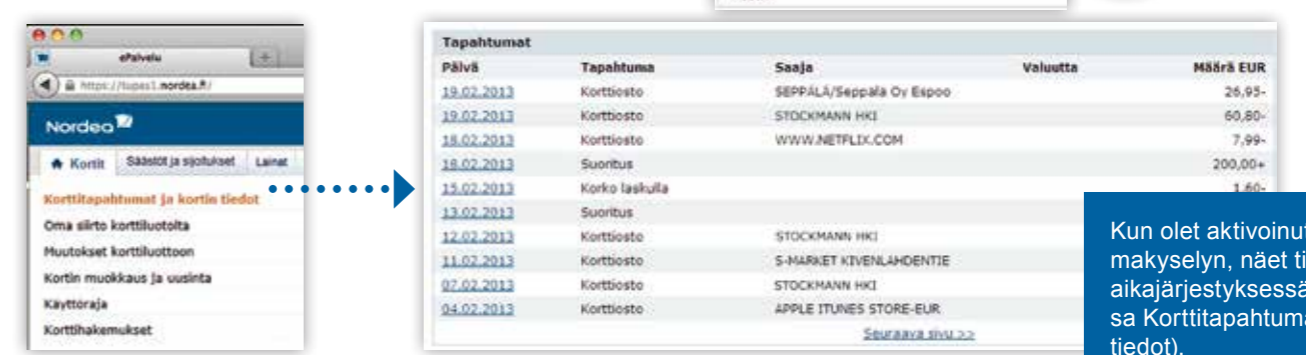 ePalvelu
https://tupas1.nordea.fi/
Nordea
Kortit Säästöt ja sijoitukset Lainat
Korttitapahtumat ja kortin tiedot
Oma siirto korttiluotolta
Muutokset korttiluottoon
Kortin muokkaus ja uusinta
Käyttöraja
Korttihakemukset
Tapahtumat
Päivä Tapahtuma Saaja Valuutta Määrä EUR
19.02.2013 Korttiosto SEPPÄLÄ/Seppälä Oy Espoo 26,95-
19.02.2013 Korttiosto STOCKMANN HKI 60,80-
18.02.2013 Korttiosto WWW.NETFLIX.COM 7,99-
18.02.2013 Suoritus 200,00+
15.02.2013 Korko laskulla 1,60-
13.02.2013 Suoritus
12.02.2013 Korttiosto STOCKMANN HKI
11.02.2013 Korttiosto S-MARKET KIVENLAHDENTIE
07.02.2013 Korttiosto STOCKMANN HKI
04.02.2013 Korttiosto APPLE ITUNES STORE-EUR
Seuraava sivu >>
Kun olet aktivoinut
makyselyn, näet ti
aikajärjestyksessä
sa Korttitapahtuma
tiedot).